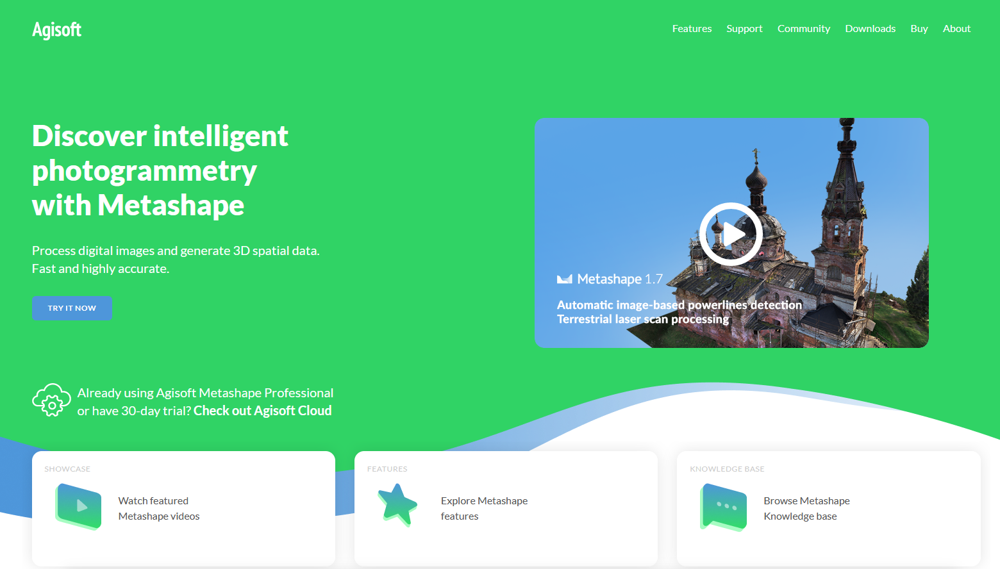 Agisoft
Features Support Community Downloads Buy About
Discover intelligent
photogrammetry
with Metashape
Process digital images and generate 3D spatial data.
Fast and highly accurate.
TRY IT NOW
Metashape 1.7
Automatic image-based powerlines detection
Terrestrial laser scan processing
Already using Agisoft Metashape Professional
or have 30-day trial? Check out Agisoft Cloud
SHOWCASE
Watch featured
Metashape videos
FEATURES
Explore Metashape
features
KNOWLEDGE BASE
Browse Metashape
Knowledge base